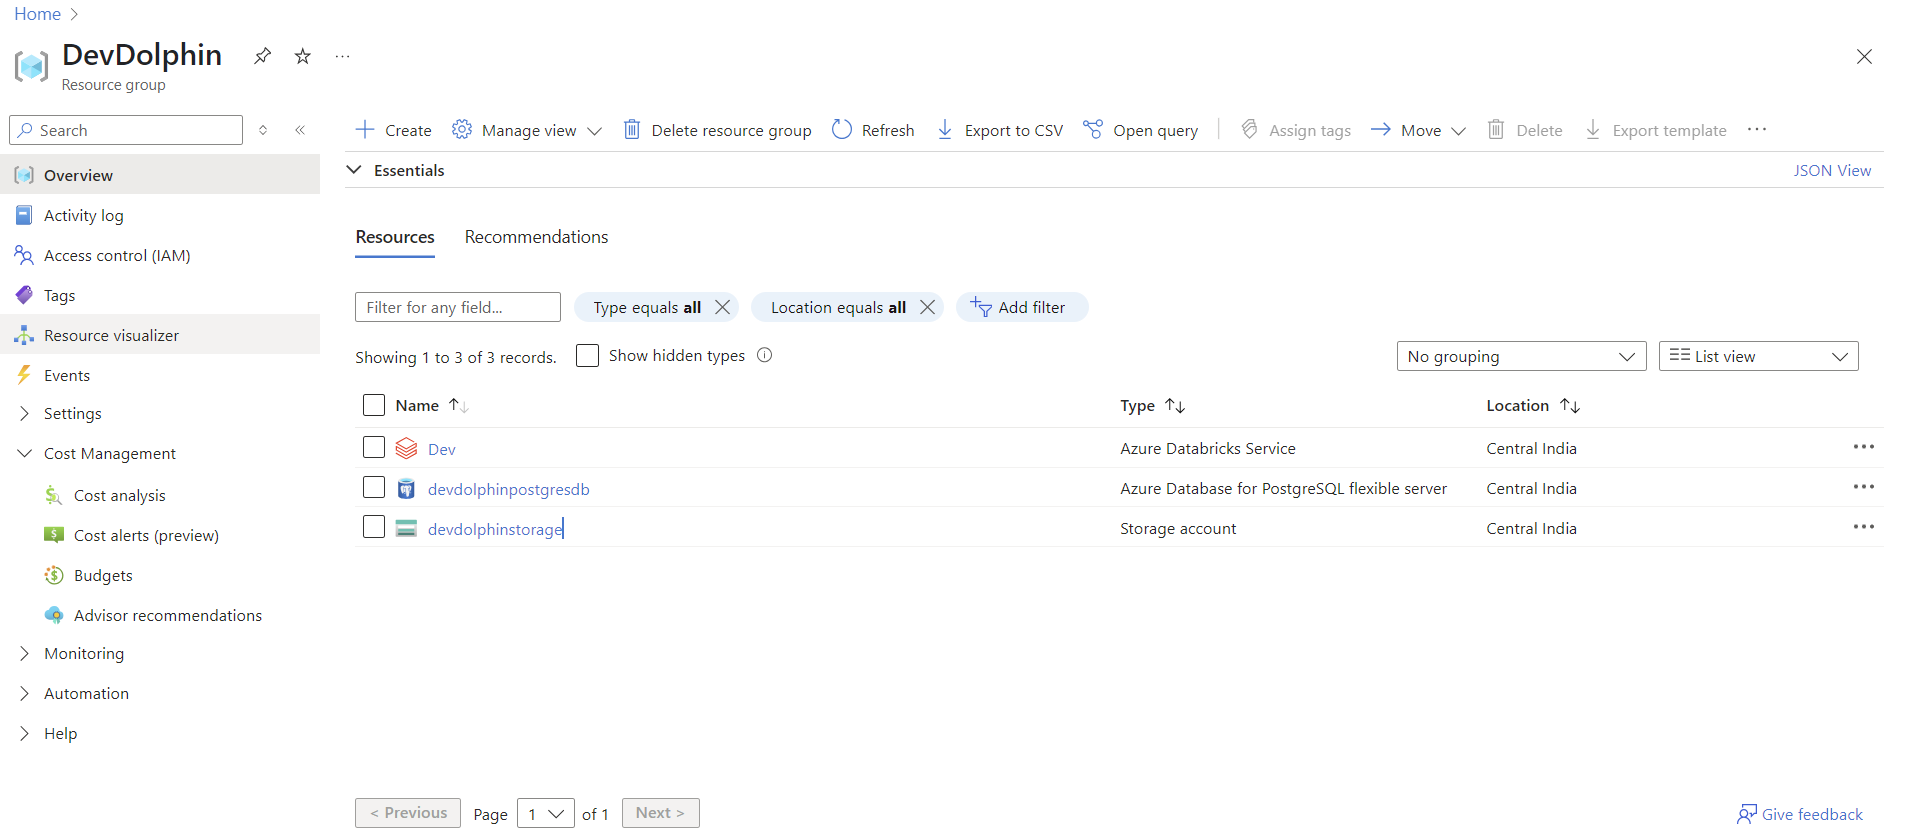 Home
DevDolphin
Resource group
Search
Create Manage view Delete resource group Refresh Export to CSV Open query Assign tags Move Delete Export template
Overview
Activity log
Access control (IAM)
Tags
Resource visualizer
Events
Settings
Cost Management
Cost analysis
Cost alerts (preview)
Budgets
Advisor recommendations
Monitoring
Automation
Help
Essentials JSON View
Resources Recommendations
Filter for any field... Type equals all Location equals all Add filter
Showing 1 to 3 of 3 records. Show hidden types No grouping List view
Name Type Location
Dev Azure Databricks Service Central India
devdolphinpostgresdb Azure Database for PostgreSQL flexible server Central India
devdolphinstorage Storage account Central India
< Previous Page 1 of 1 Next > Give feedback